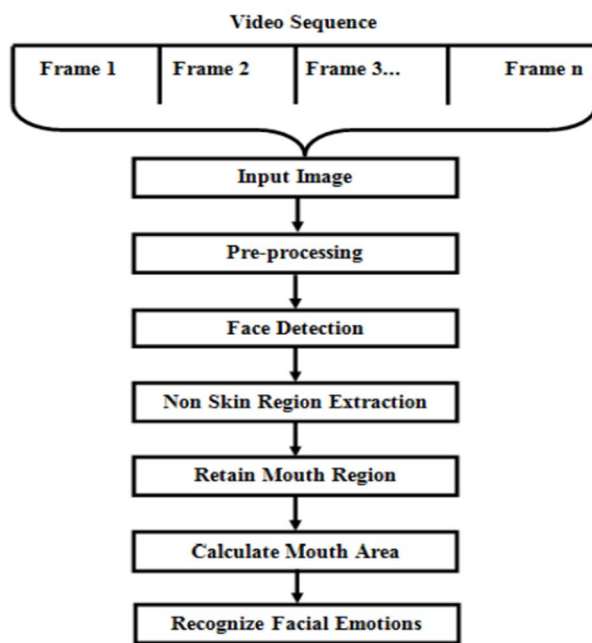 Video Sequence
Frame 1 Frame 2 Frame 3... Frame n
Input Image
Pre-processing
Face Detection
Non Skin Region Extraction
Retain Mouth Region
Calculate Mouth Area
Recognize Facial Emotions